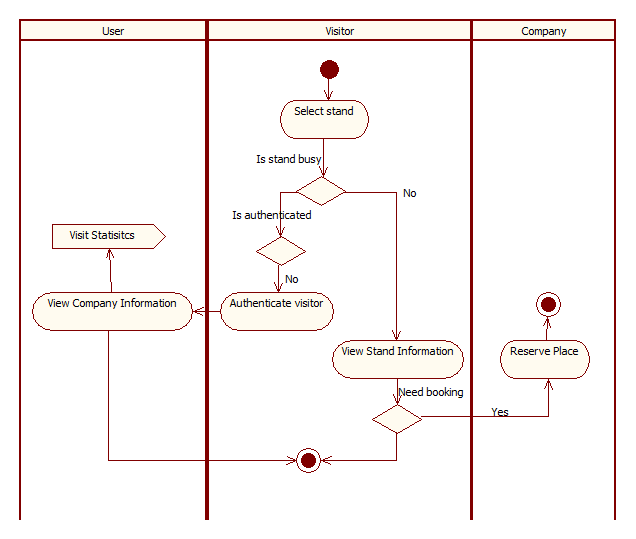 User
Visitor
Company
Select stand
Is stand busy
No
Is authenticated
Visit Statisitcs
No
View Company Information
Authenticate visitor
View Stand Information
Reserve Place
Need booking
Yes